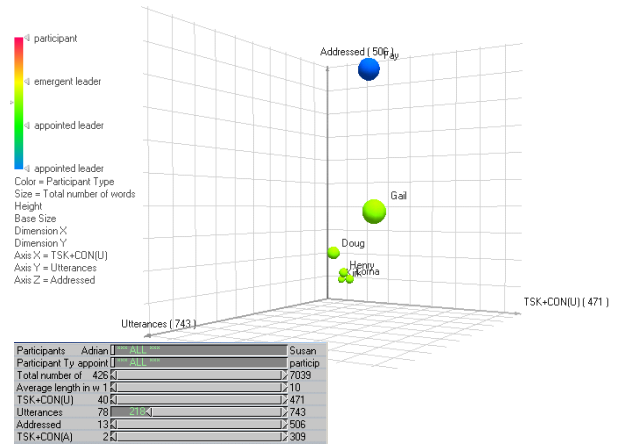 participant
emergent leader
appointed leader
appointed leader
Color = Participant Type
Size = Total number of words
Height
Base Size
Dimension X
Dimension Y
Axis X = TSK+CON(U)
Axis Y = Utterances
Axis Z = Addressed
Addressed ( 506 )
Fay
Gail
Doug
Henry
Lorna
TSK+CON(U) ( 471 )
Utterances ( 743 )
Participants Adrian *** ALL *** Susan
Participant Ty appoint *** ALL *** particip
Total number of 426 7039
Average length in w 1 10
TSK+CON(U) 40 471
Utterances 78 218 743
Addressed 13 506
TSK+CON(A) 2 309